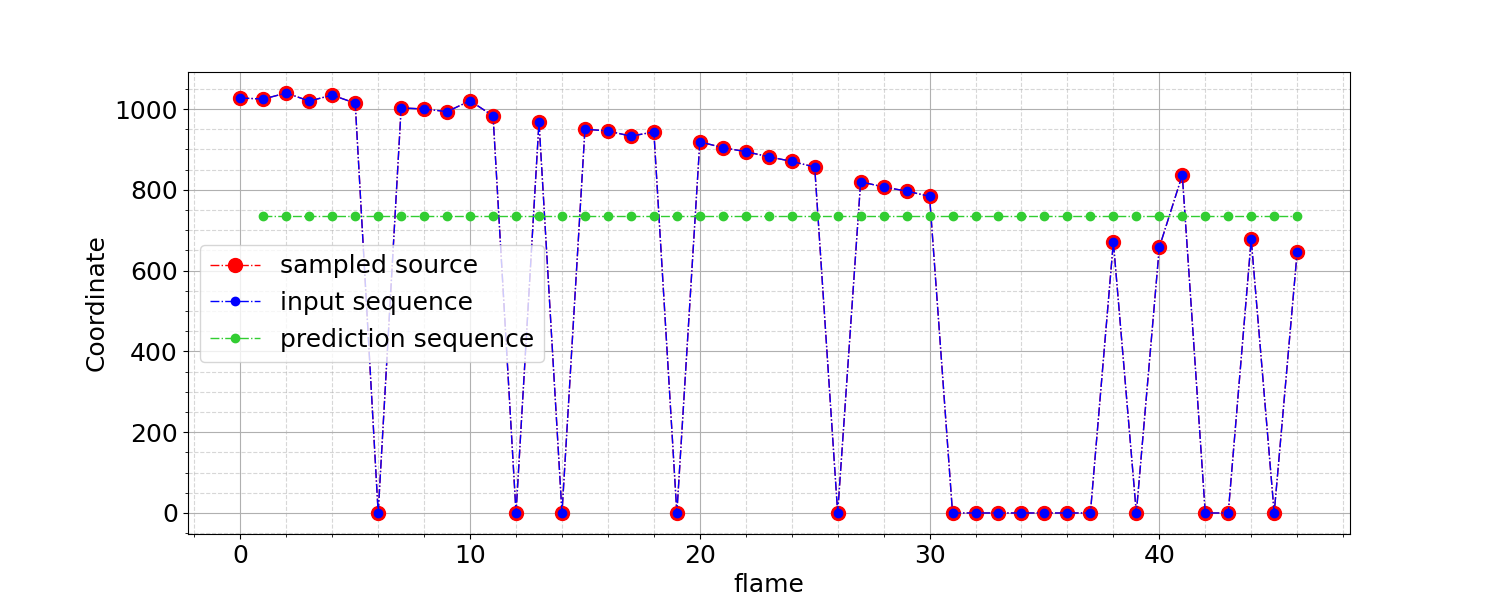 1000
800
600
400
200
0
Coordinate
sampled source
input sequence
prediction sequence
0 10 20 30 40
flame